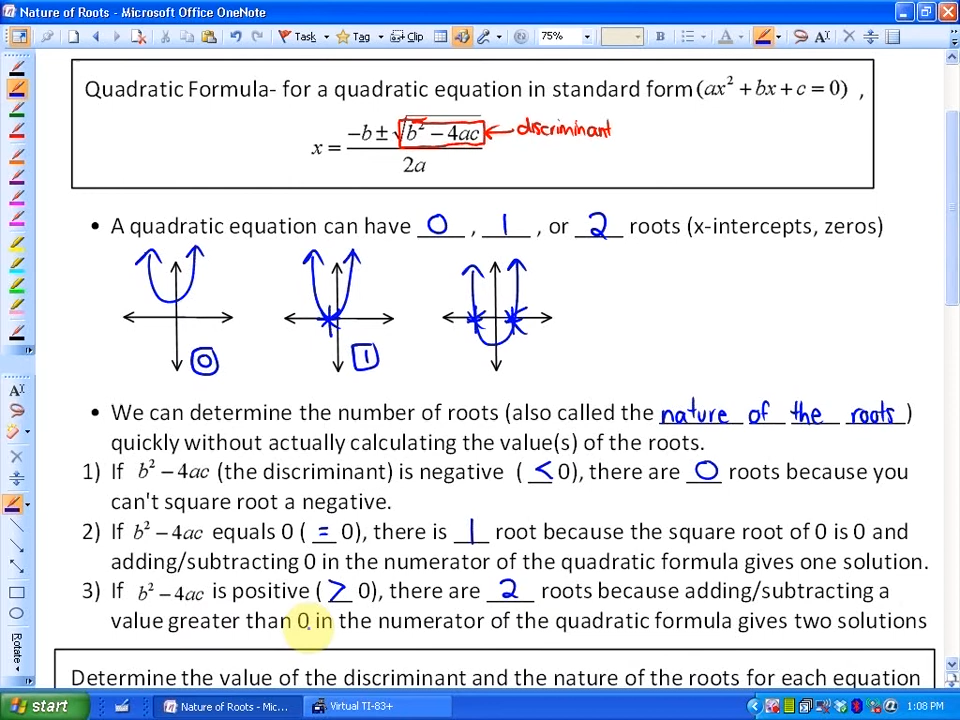 Nature of Roots - Microsoft Office OneNote
Task Tag Clip 75% B A
Quadratic Formula- for a quadratic equation in standard form (ax² + bx + c = 0) ,
x = (-b ± √(b² - 4ac)) / 2a ← discriminant
• A quadratic equation can have 0 , 1 , or 2 roots (x-intercepts, zeros)
0 1
• We can determine the number of roots (also called the nature of the roots )
quickly without actually calculating the value(s) of the roots.
1) If b² - 4ac (the discriminant) is negative ( < 0), there are 0 roots because you
can't square root a negative.
2) If b² - 4ac equals 0 ( = 0), there is 1 root because the square root of 0 is 0 and
adding/subtracting 0 in the numerator of the quadratic formula gives one solution.
3) If b² - 4ac is positive ( > 0), there are 2 roots because adding/subtracting a
value greater than 0 in the numerator of the quadratic formula gives two solutions
Determine the value of the discriminant and the nature of the roots for each equation
Rotate
start Nature of Roots - Mic... Virtual TI-83+ 1:08 PM